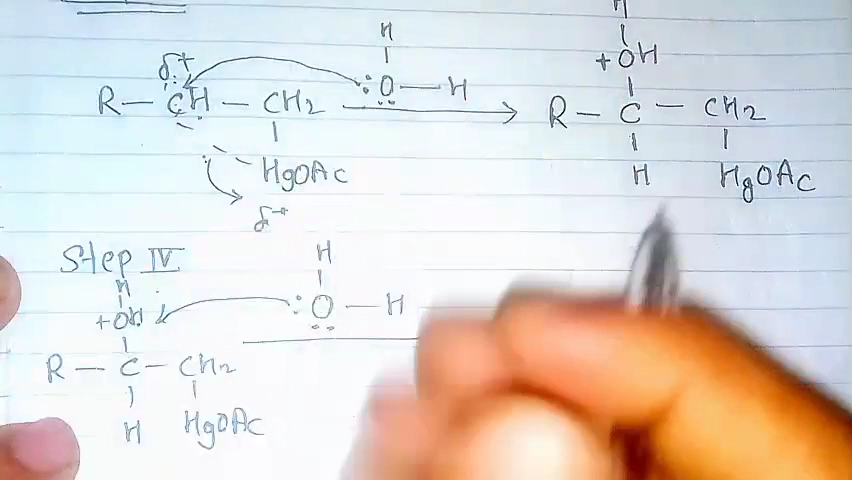 H H
δ+ +OH
R — CH — CH₂ :O — H R — C — CH₂
HgOAc H HgOAc
δ+
Step IV H
H
+OH :O — H
R — C — CH₂
H HgOAc